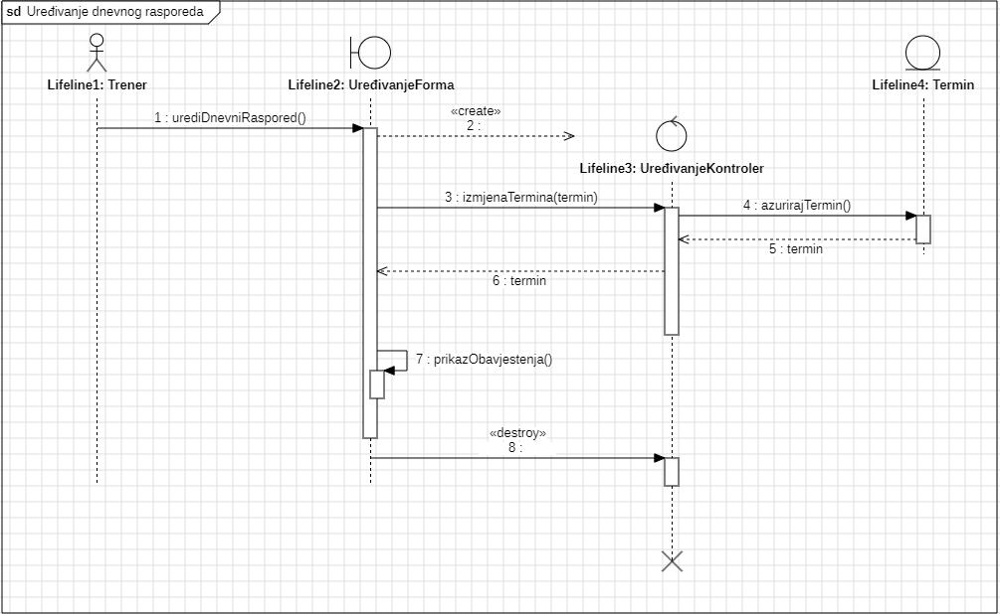 sd Uređivanje dnevnog rasporeda
Lifeline1: Trener
Lifeline2: UređivanjeForma
Lifeline4: Termin
1 : urediDnevniRaspored()
«create»
2 :
Lifeline3: UređivanjeKontroler
3 : izmjenaTermina(termin)
4 : azurirajTermin()
5 : termin
6 : termin
7 : prikazObavjestenja()
«destroy»
8 :